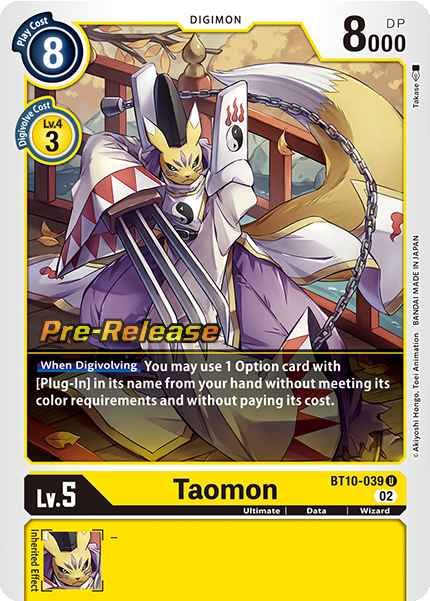 DIGIMON
Play Cost
8
DP
8000
Digivolve Cost
Lv.4
3
Takase
Pre-Release
When Digivolving You may use 1 Option card with
[Plug-In] in its name from your hand without meeting its
color requirements and without paying its cost.
© Akiyoshi Hongo, Toei Animation BANDAI MADE IN JAPAN
Lv.5
Taomon
BT10-039 U
02
Ultimate | Data | Wizard
Inherited Effect
–